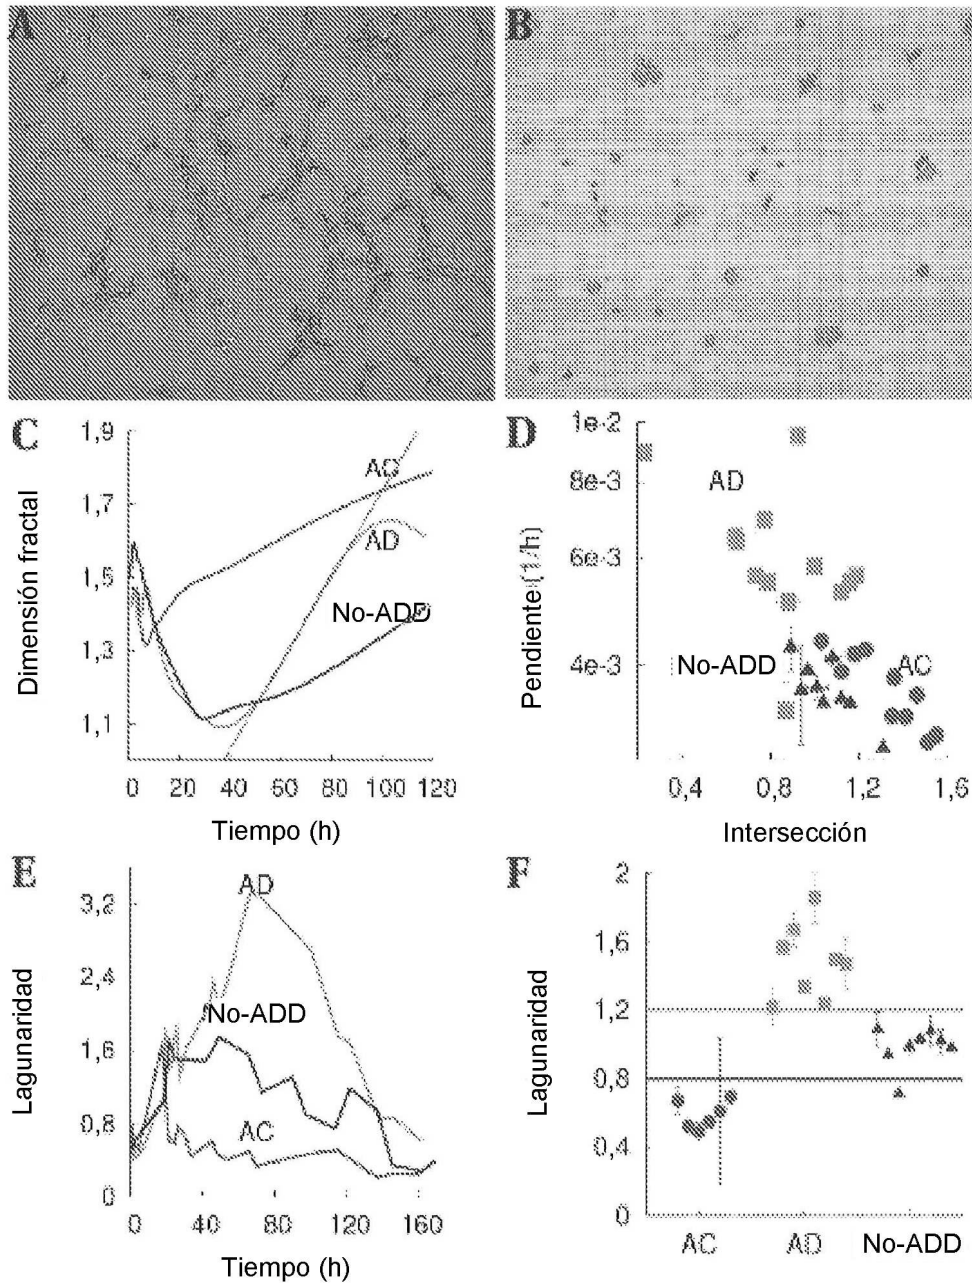 A
B
C
1,9
1,7
1,5
1,3
1,1
Dimensión fractal
AC
AD
No-ADD
0 20 40 60 80 100 120
Tiempo (h)
D
1e-2
8e-3
6e-3
4e-3
Pendiente (1/h)
AD
No-ADD
AC
0,4 0,8 1,2 1,6
Intersección
E
3,2
2,4
1,6
0,8
0
Lagunaridad
AD
No-ADD
AC
0 40 80 120 160
Tiempo (h)
F
2
1,6
1,2
0,8
0,4
0
Lagunaridad
AC AD No-ADD